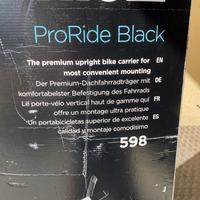 ProRide Black
The premium upright bike carrier for EN
most convenient mounting
Der Premium-Dachfahrradträger mit DE
komfortabelster Befestigung des Fahrrads
Le porte-vélo vertical haut de gamme qui FR
offre un montage ultra pratique
Un portabicicletas superior de excelente ES
calidad y montaje comodísimo
598